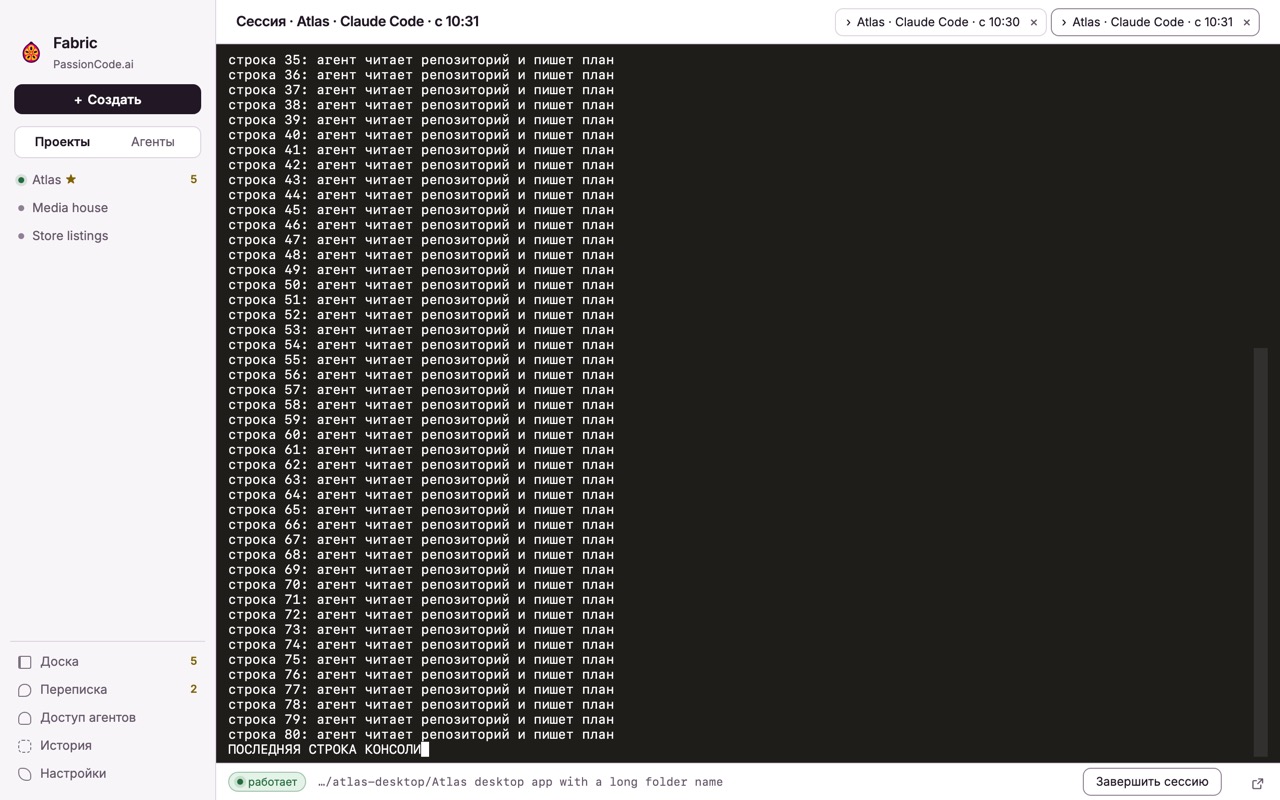 Fabric
PassionCode.ai
+ Создать
Проекты Агенты
Atlas ★ 5
Media house
Store listings
Доска 5
Переписка 2
Доступ агентов
История
Настройки
Сессия · Atlas · Claude Code · с 10:31
› Atlas · Claude Code · с 10:30 ×
› Atlas · Claude Code · с 10:31 ×
строка 35: агент читает репозиторий и пишет план
строка 36: агент читает репозиторий и пишет план
строка 37: агент читает репозиторий и пишет план
строка 38: агент читает репозиторий и пишет план
строка 39: агент читает репозиторий и пишет план
строка 40: агент читает репозиторий и пишет план
строка 41: агент читает репозиторий и пишет план
строка 42: агент читает репозиторий и пишет план
строка 43: агент читает репозиторий и пишет план
строка 44: агент читает репозиторий и пишет план
строка 45: агент читает репозиторий и пишет план
строка 46: агент читает репозиторий и пишет план
строка 47: агент читает репозиторий и пишет план
строка 48: агент читает репозиторий и пишет план
строка 49: агент читает репозиторий и пишет план
строка 50: агент читает репозиторий и пишет план
строка 51: агент читает репозиторий и пишет план
строка 52: агент читает репозиторий и пишет план
строка 53: агент читает репозиторий и пишет план
строка 54: агент читает репозиторий и пишет план
строка 55: агент читает репозиторий и пишет план
строка 56: агент читает репозиторий и пишет план
строка 57: агент читает репозиторий и пишет план
строка 58: агент читает репозиторий и пишет план
строка 59: агент читает репозиторий и пишет план
строка 60: агент читает репозиторий и пишет план
строка 61: агент читает репозиторий и пишет план
строка 62: агент читает репозиторий и пишет план
строка 63: агент читает репозиторий и пишет план
строка 64: агент читает репозиторий и пишет план
строка 65: агент читает репозиторий и пишет план
строка 66: агент читает репозиторий и пишет план
строка 67: агент читает репозиторий и пишет план
строка 68: агент читает репозиторий и пишет план
строка 69: агент читает репозиторий и пишет план
строка 70: агент читает репозиторий и пишет план
строка 71: агент читает репозиторий и пишет план
строка 72: агент читает репозиторий и пишет план
строка 73: агент читает репозиторий и пишет план
строка 74: агент читает репозиторий и пишет план
строка 75: агент читает репозиторий и пишет план
строка 76: агент читает репозиторий и пишет план
строка 77: агент читает репозиторий и пишет план
строка 78: агент читает репозиторий и пишет план
строка 79: агент читает репозиторий и пишет план
строка 80: агент читает репозиторий и пишет план
ПОСЛЕДНЯЯ СТРОКА КОНСОЛИ
работает …/atlas-desktop/Atlas desktop app with a long folder name
Завершить сессию